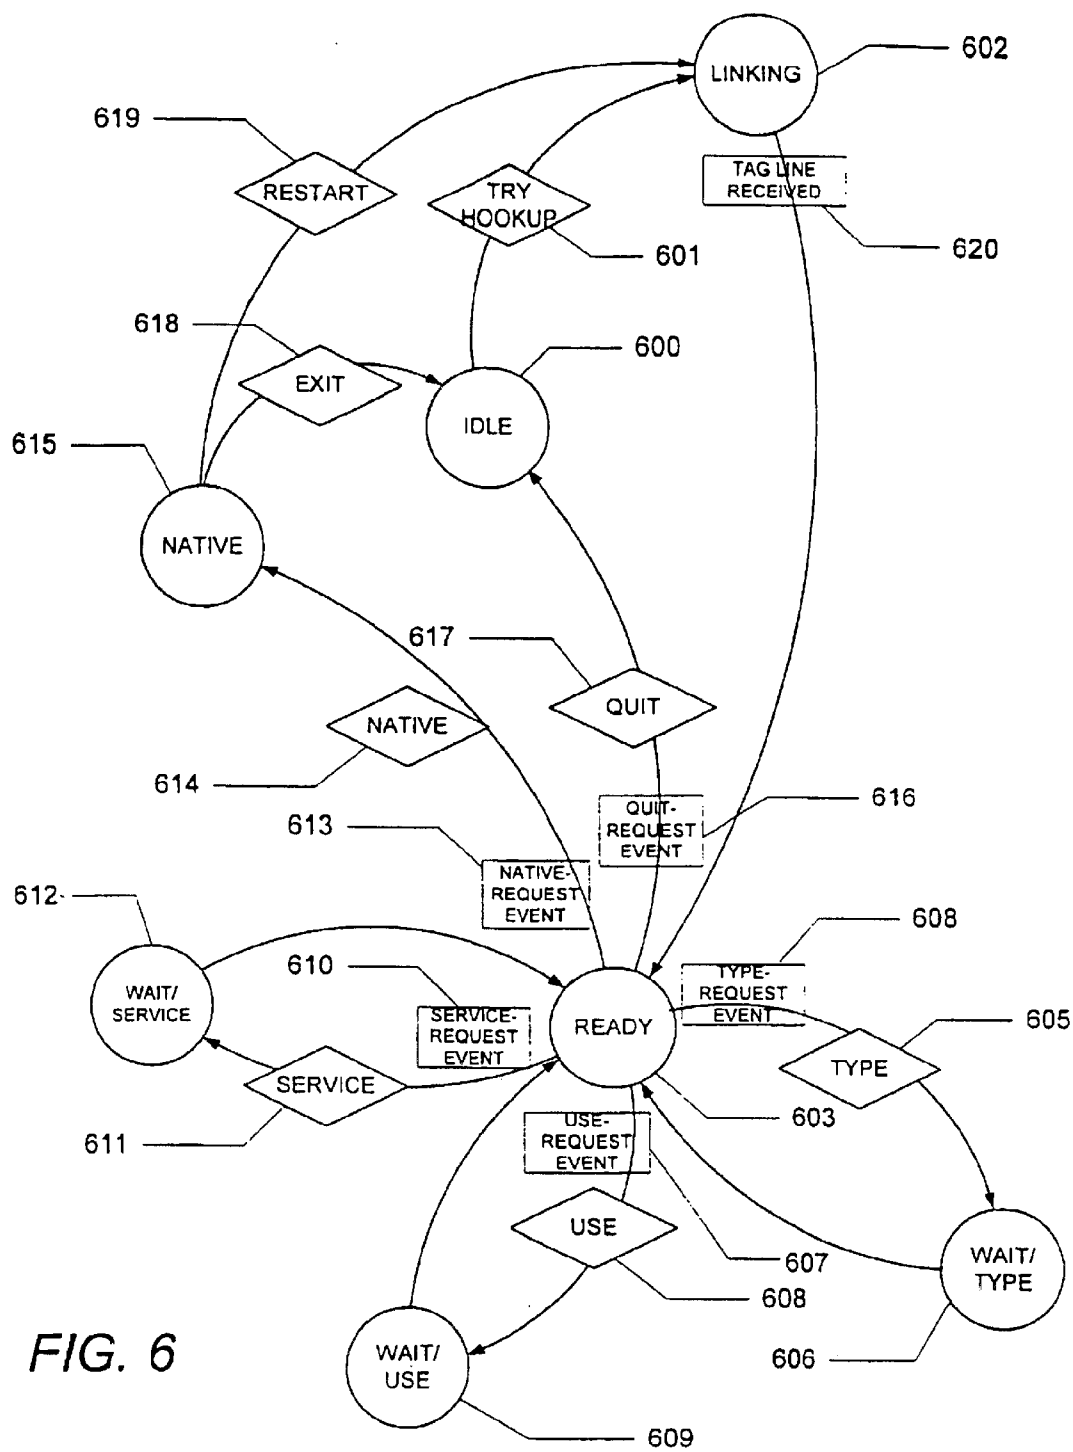 LINKING
602
619
RESTART
TRY
HOOKUP
TAG LINE
RECEIVED
620
601
618
EXIT
600
IDLE
615
NATIVE
617
QUIT
NATIVE
614
616
QUIT-
REQUEST
EVENT
613
NATIVE-
REQUEST
EVENT
612
608
TYPE-
REQUEST
EVENT
610
WAIT/
SERVICE
SERVICE-
REQUEST
EVENT
READY
605
TYPE
SERVICE
603
611
USE-
REQUEST
EVENT
USE
607
608
WAIT/
TYPE
606
WAIT/
USE
609
FIG. 6